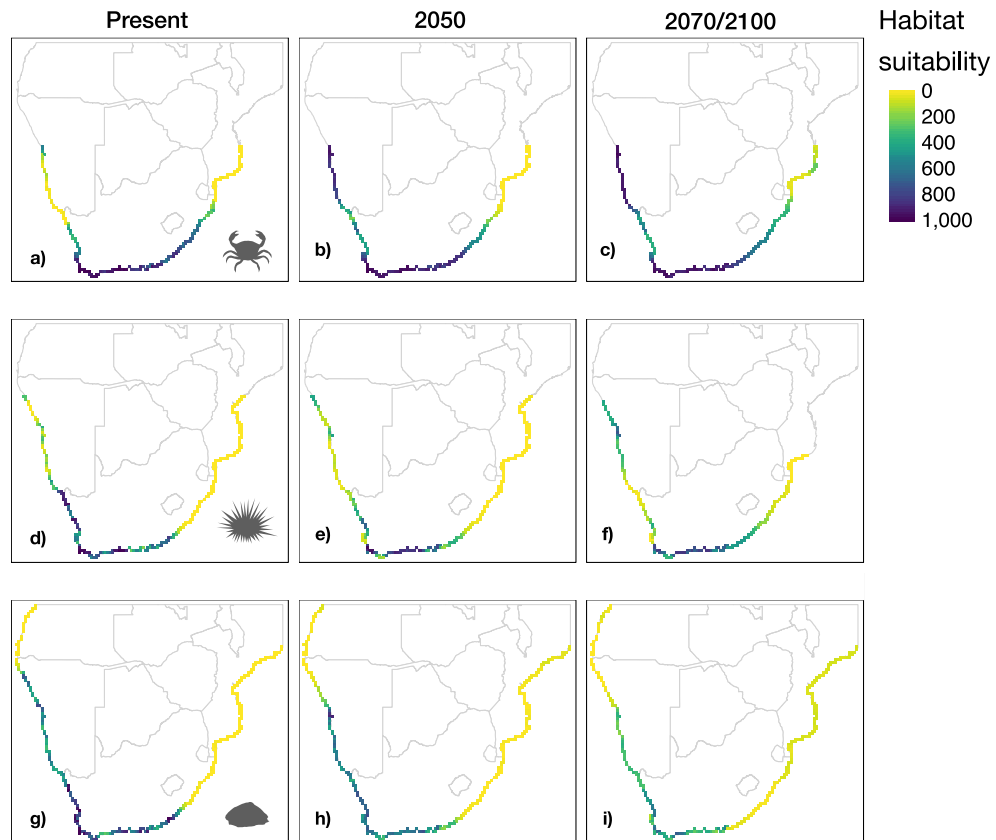 Present
2050
2070/2100
Habitat
suitability
0
200
400
600
800
1,000
a)
b)
c)
d)
e)
f)
g)
h)
i)